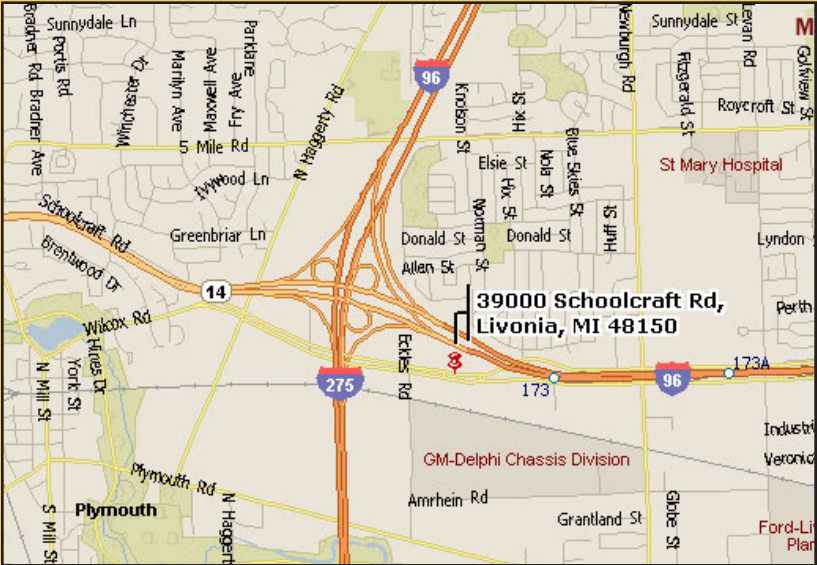 Sunnydale Ln
Sunnydale St
Bradner Rd
Portis Rd
Parklane
Newburgh Rd
Levan Rd
M
Golfview St
Winchester Dr
Marilyn Ave
Maxwell Ave
Fry Ave
96
Knolson St
Hix St
Fitzgerald St
Roycroft St
Bradner Ave
N Haggerty Rd
Blue Skies St
5 Mile Rd
Elsie St
Nola St
St Mary Hospital
Ivywood Ln
Hix St
Norman St
Huff St
Schoolcraft Rd
Greenbriar Ln
Donald St
Donald St
Lyndon
Brentwood Dr
Allen St
14
39000 Schoolcraft Rd,
Livonia, MI 48150
Perth
Wilcox Rd
Hines Dr
Eckles Rd
N Mill St
York St
275
173
96
173A
Industri
Veronic
GM-Delphi Chassis Division
Plymouth Rd
Amrhein Rd
Plymouth
N Haggert
S Mill St
Grantland St
Globe St
Ford-Li
Plan